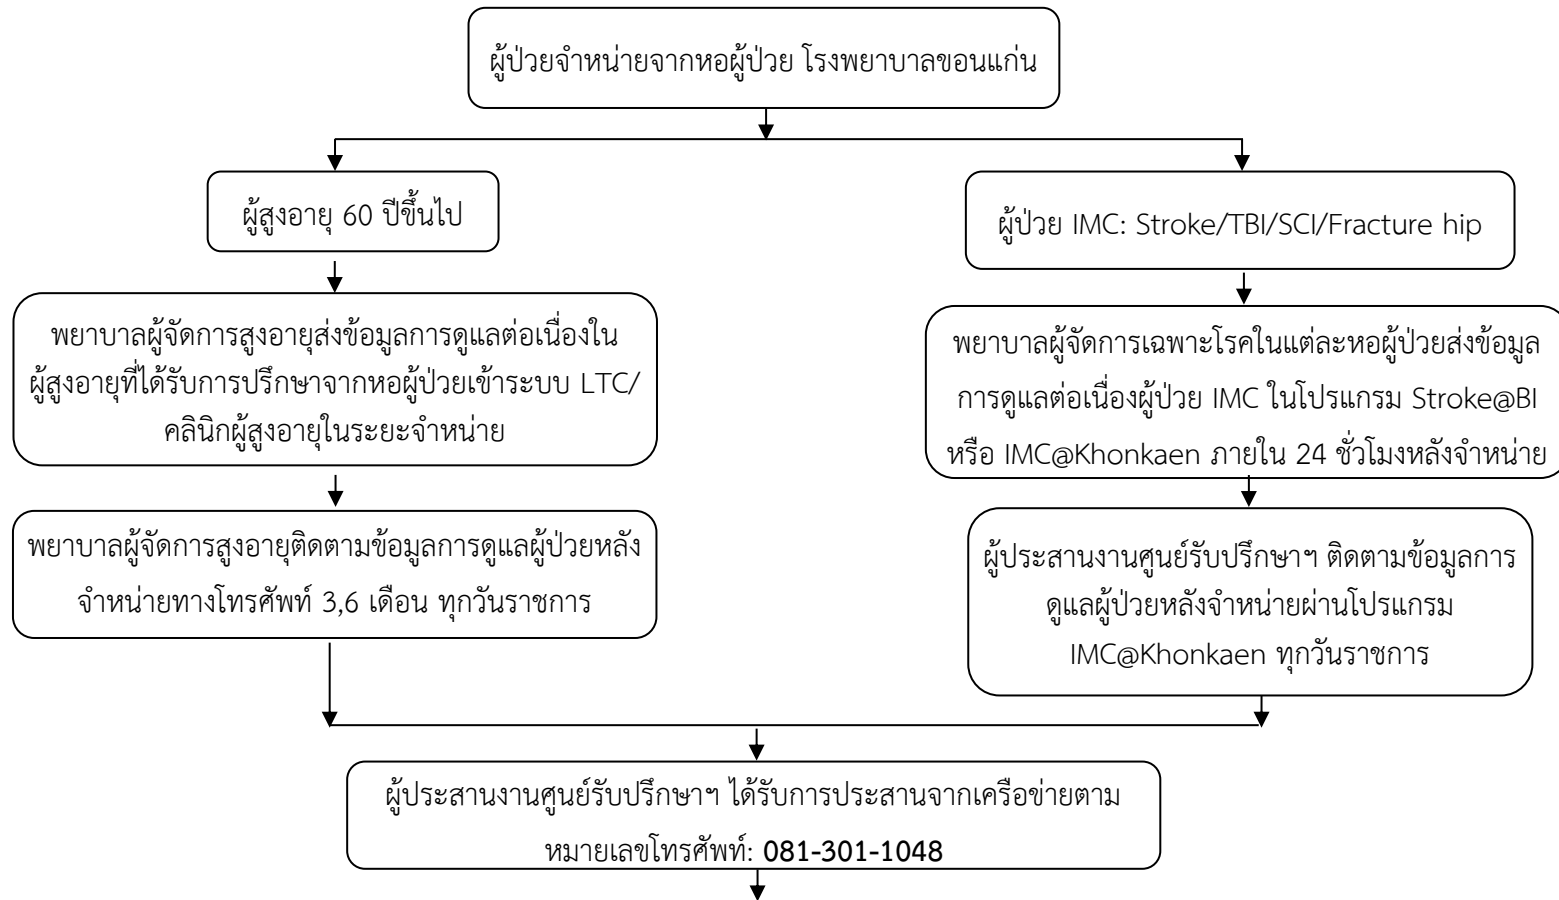 ผู้ป่วยจำหน่ายจากหอผู้ป่วย โรงพยาบาลขอนแก่น
ผู้สูงอายุ 60 ปีขึ้นไป
ผู้ป่วย IMC: Stroke/TBI/SCI/Fracture hip
พยาบาลผู้จัดการสูงอายุส่งข้อมูลการดูแลต่อเนื่องใน
ผู้สูงอายุที่ได้รับการปรึกษาจากหอผู้ป่วยเข้าระบบ LTC/
คลินิกผู้สูงอายุในระยะจำหน่าย
พยาบาลผู้จัดการเฉพาะโรคในแต่ละหอผู้ป่วยส่งข้อมูล
การดูแลต่อเนื่องผู้ป่วย IMC ในโปรแกรม Stroke@BI
หรือ IMC@Khonkaen ภายใน 24 ชั่วโมงหลังจำหน่าย
พยาบาลผู้จัดการสูงอายุติดตามข้อมูลการดูแลผู้ป่วยหลัง
จำหน่ายทางโทรศัพท์ 3,6 เดือน ทุกวันราชการ
ผู้ประสานงานศูนย์รับปรึกษาฯ ติดตามข้อมูลการ
ดูแลผู้ป่วยหลังจำหน่ายผ่านโปรแกรม
IMC@Khonkaen ทุกวันราชการ
ผู้ประสานงานศูนย์รับปรึกษาฯ ได้รับการประสานจากเครือข่ายตาม
หมายเลขโทรศัพท์: 081-301-1048